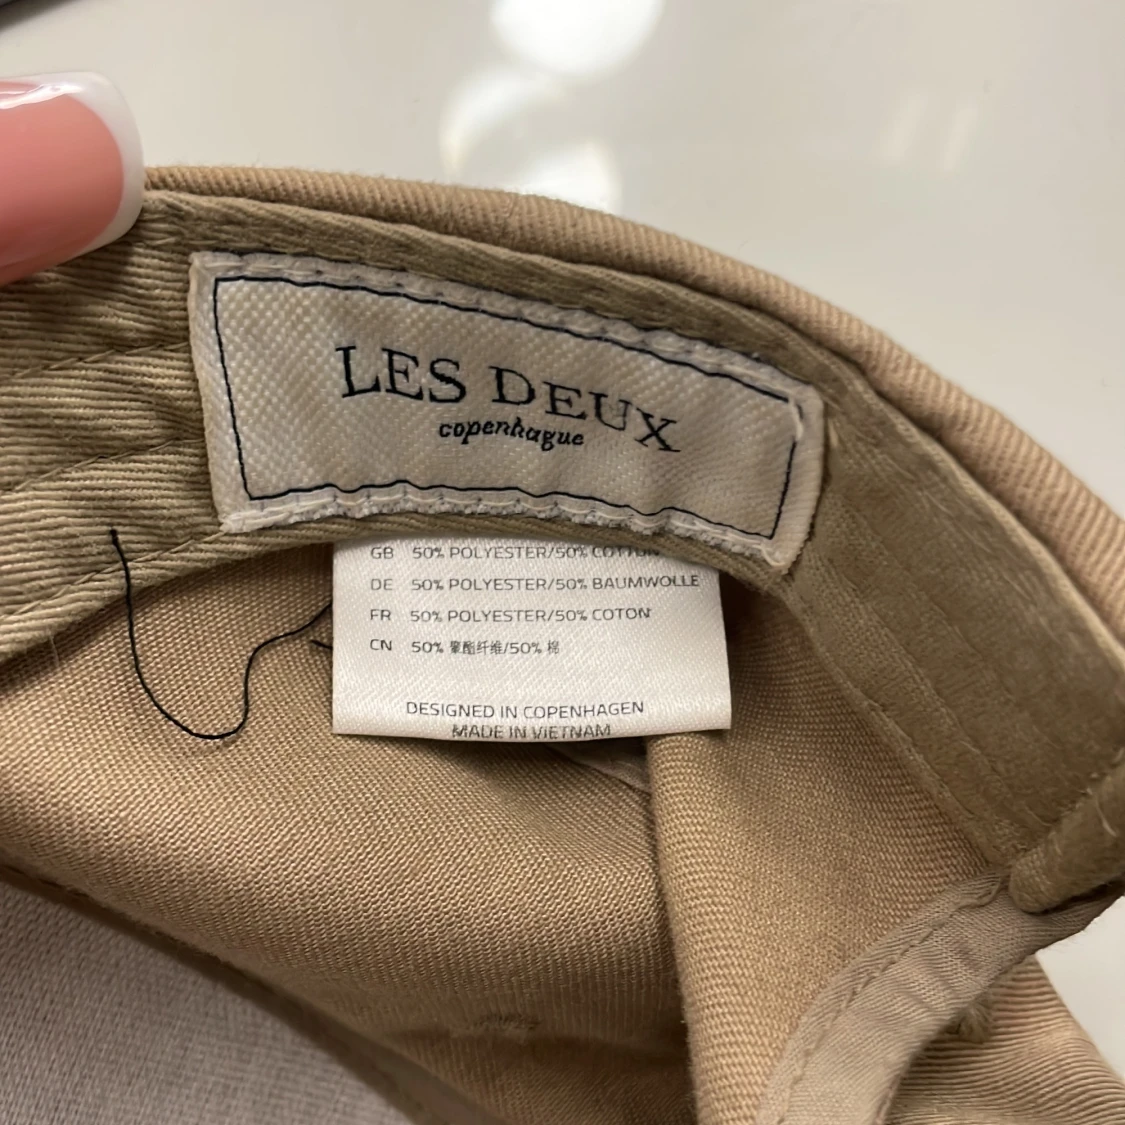 LES DEUX
copenhague
GB 50% POLYESTER/50% COTTON
DE 50% POLYESTER/50% BAUMWOLLE
FR 50% POLYESTER/50% COTON
CN 50% 聚酯纤维/50% 棉
DESIGNED IN COPENHAGEN
MADE IN VIETNAM